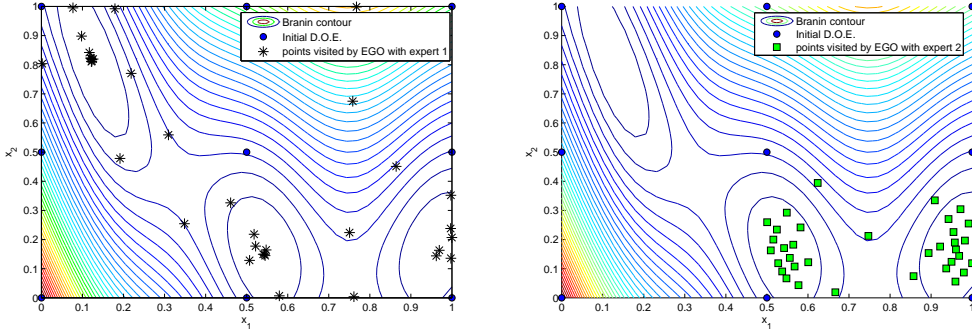 1
0.9
0.8
0.7
0.6
0.5
0.4
0.3
0.2
0.1
0
x2
0 0.1 0.2 0.3 0.4 0.5 0.6 0.7 0.8 0.9 1
x1
Branin contour
Initial D.O.E.
points visited by EGO with expert 1
1
0.9
0.8
0.7
0.6
0.5
0.4
0.3
0.2
0.1
0
x2
0 0.1 0.2 0.3 0.4 0.5 0.6 0.7 0.8 0.9 1
x1
Branin contour
Initial D.O.E.
points visited by EGO with expert 2